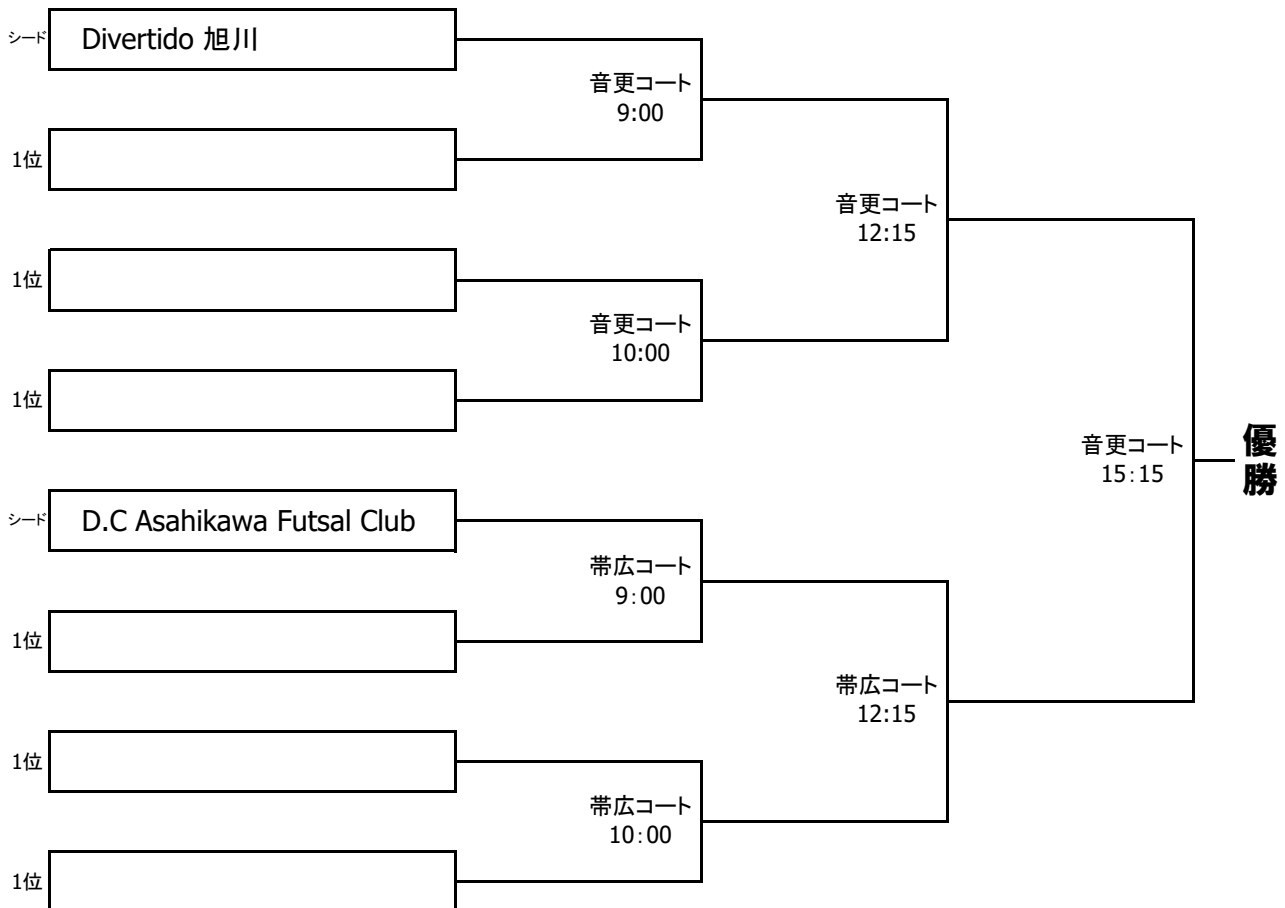 シード
Divertido 旭川
音更コート
9:00
1位
音更コート
12:15
1位
音更コート
10:00
1位
音更コート
15:15
優勝
シード
D.C Asahikawa Futsal Club
帯広コート
9:00
1位
帯広コート
12:15
1位
帯広コート
10:00
1位